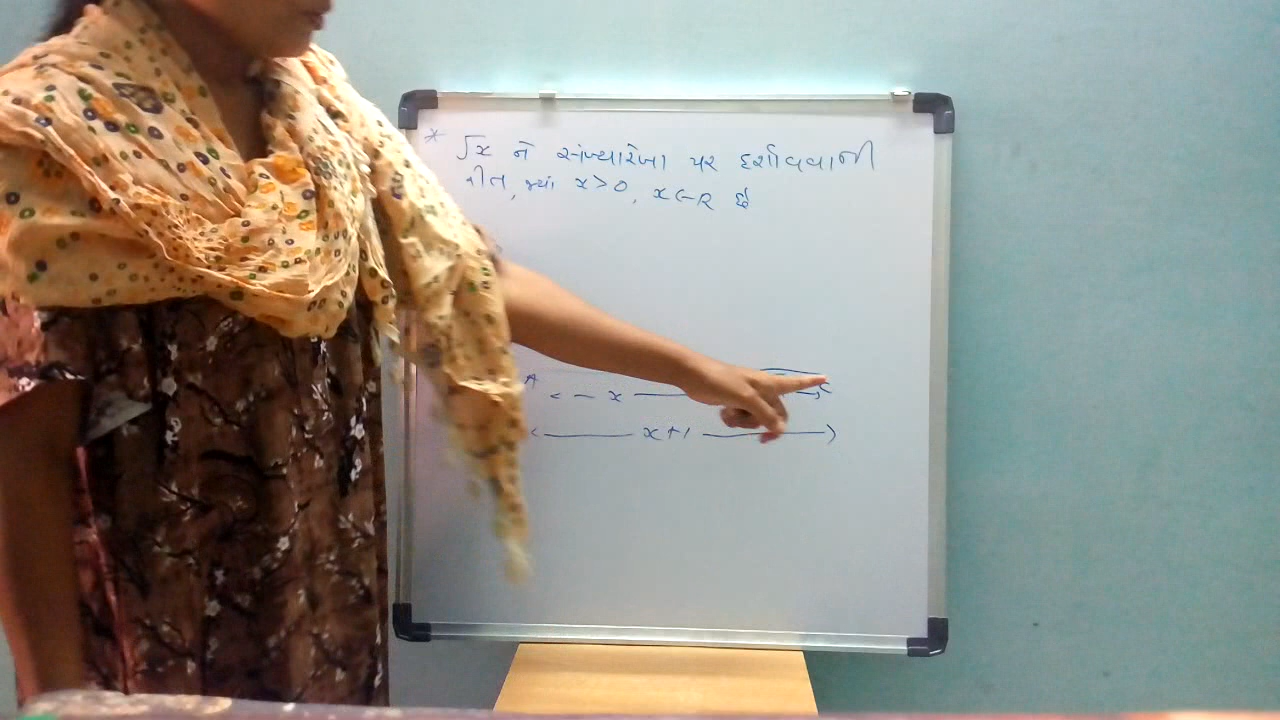 * √x ને સંખ્યારેખા પર દર્શાવવાની
રીત, જ્યાં x>0, x∈R છે
A
x
x+1